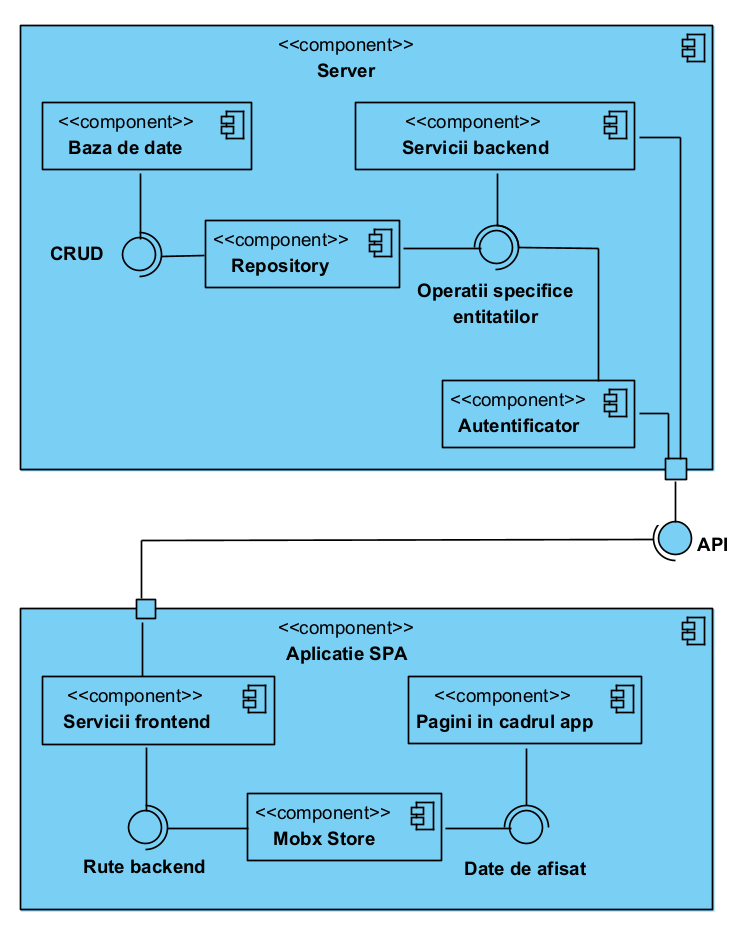 <<component>>
Server
<<component>>
Baza de date
<<component>>
Servicii backend
CRUD
<<component>>
Repository
Operatii specifice
entitatilor
<<component>>
Autentificator
API
<<component>>
Aplicatie SPA
<<component>>
Servicii frontend
<<component>>
Pagini in cadrul app
<<component>>
Mobx Store
Rute backend
Date de afisat